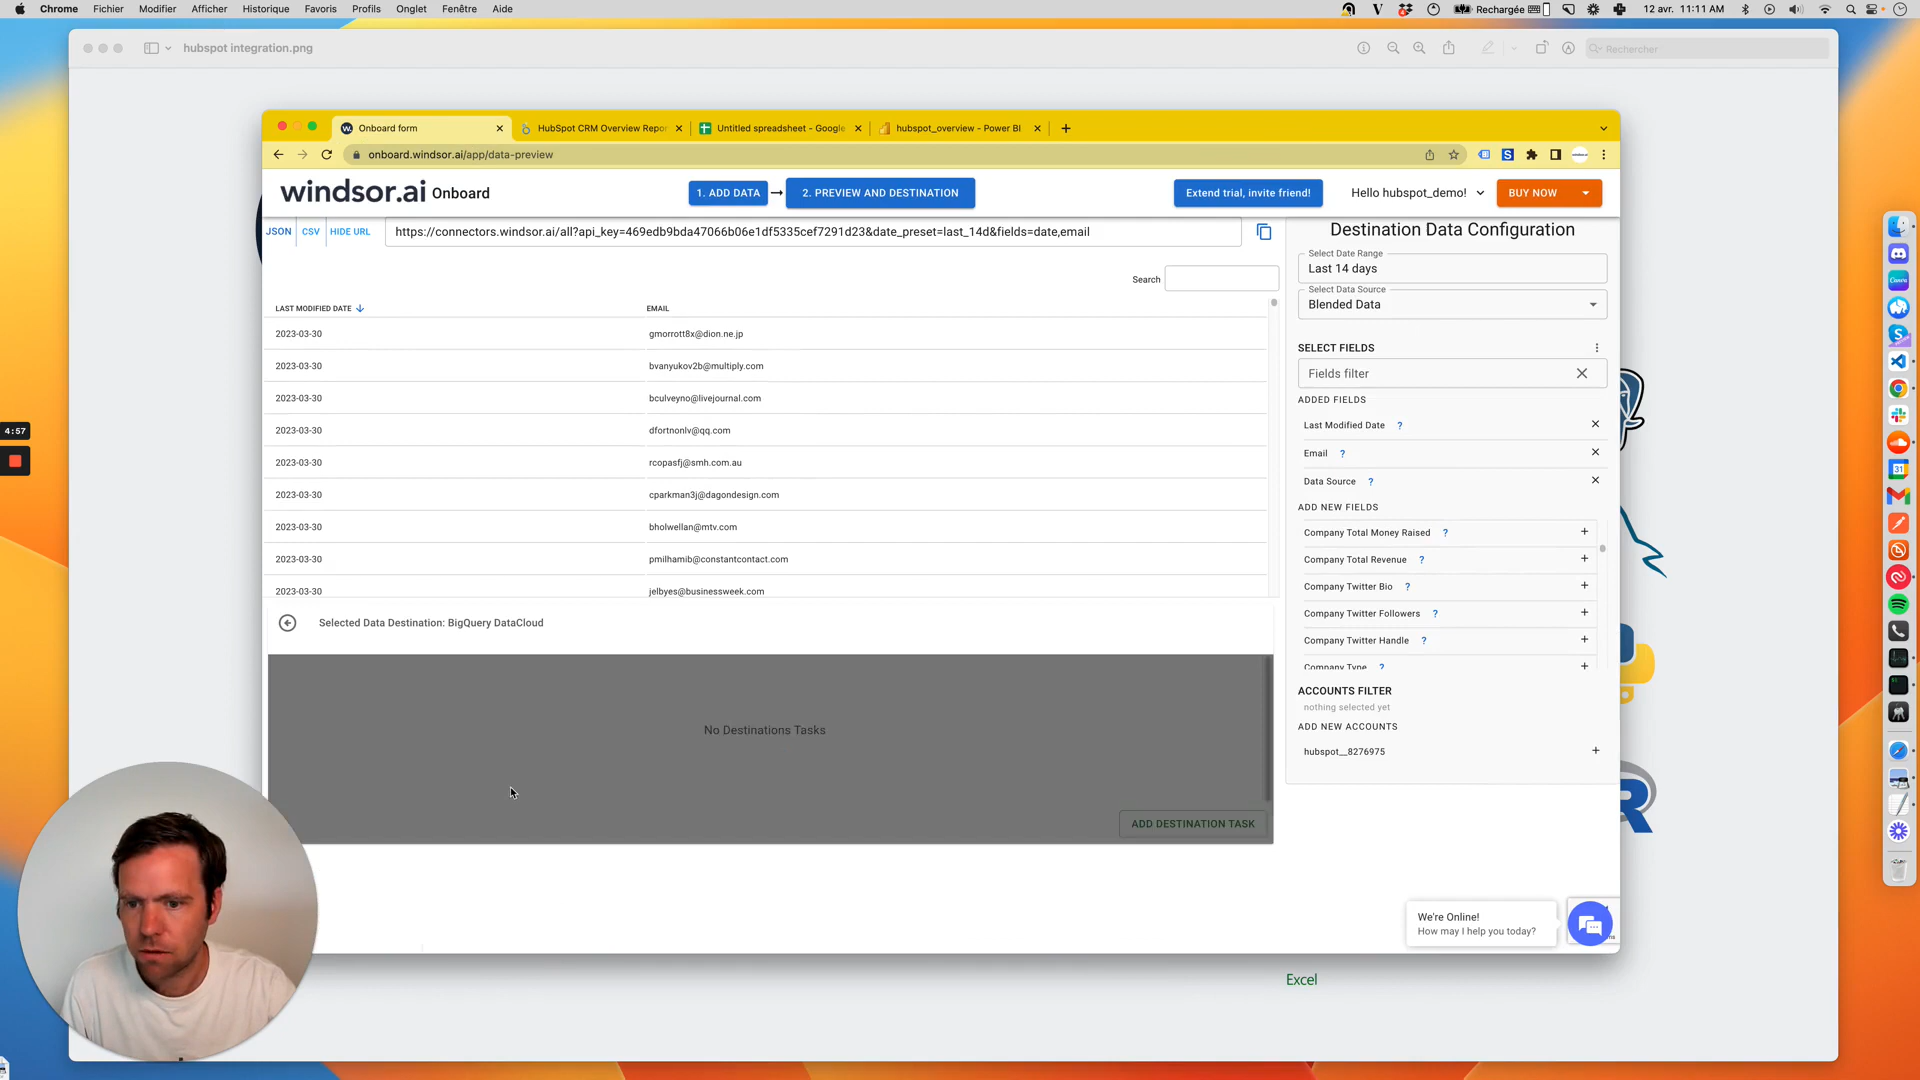 Chrome Fichier Modifier Afficher Historique Favoris Profils Onglet Fenêtre Aide
Rechargée 12 avr. 11:11 AM
hubspot integration.png
Rechercher
Onboard form
HubSpot CRM Overview Repor
Untitled spreadsheet - Google
hubspot_overview - Power BI
onboard.windsor.ai/app/data-preview
windsor.ai Onboard
1. ADD DATA
2. PREVIEW AND DESTINATION
Extend trial, invite friend!
Hello hubspot_demo!
BUY NOW
JSON
CSV
HIDE URL
https://connectors.windsor.ai/all?api_key=469edb9bda47066b06e1df5335cef7291d23&date_preset=last_14d&fields=date,email
Search
LAST MODIFIED DATE EMAIL
2023-03-30 gmorrott8x@dion.ne.jp
2023-03-30 bvanyukov2b@multiply.com
2023-03-30 bculveyno@livejournal.com
2023-03-30 dfortnonlv@qq.com
2023-03-30 rcopasfj@smh.com.au
2023-03-30 cparkman3j@dagondesign.com
2023-03-30 bholwellan@mtv.com
2023-03-30 pmilhamib@constantcontact.com
2023-03-30 jelbyes@businessweek.com
Selected Data Destination: BigQuery DataCloud
No Destinations Tasks
ADD DESTINATION TASK
Destination Data Configuration
Select Date Range
Last 14 days
Select Data Source
Blended Data
SELECT FIELDS
Fields filter
ADDED FIELDS
Last Modified Date ?
Email ?
Data Source ?
ADD NEW FIELDS
Company Total Money Raised ?
Company Total Revenue ?
Company Twitter Bio ?
Company Twitter Followers ?
Company Twitter Handle ?
Company Type ?
ACCOUNTS FILTER
nothing selected yet
ADD NEW ACCOUNTS
hubspot__8276975
We're Online!
How may I help you today?
Excel
4:57
31